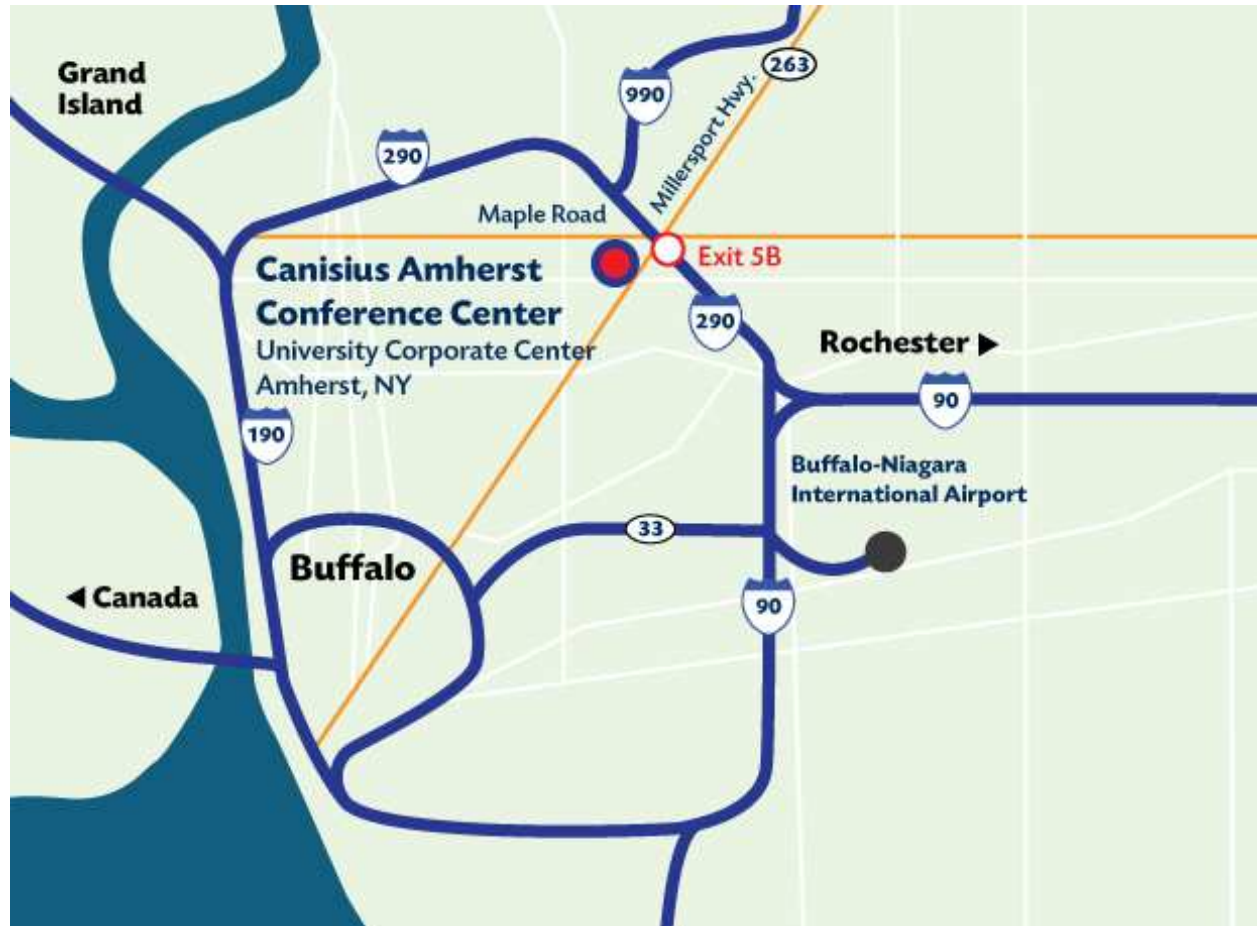 Grand
Island
263
990
Millersport Hwy.
290
Maple Road
Exit 5B
Canisius Amherst
Conference Center
University Corporate Center
Amherst, NY
290
Rochester ▶
90
190
Buffalo-Niagara
International Airport
33
Buffalo
◀ Canada
90